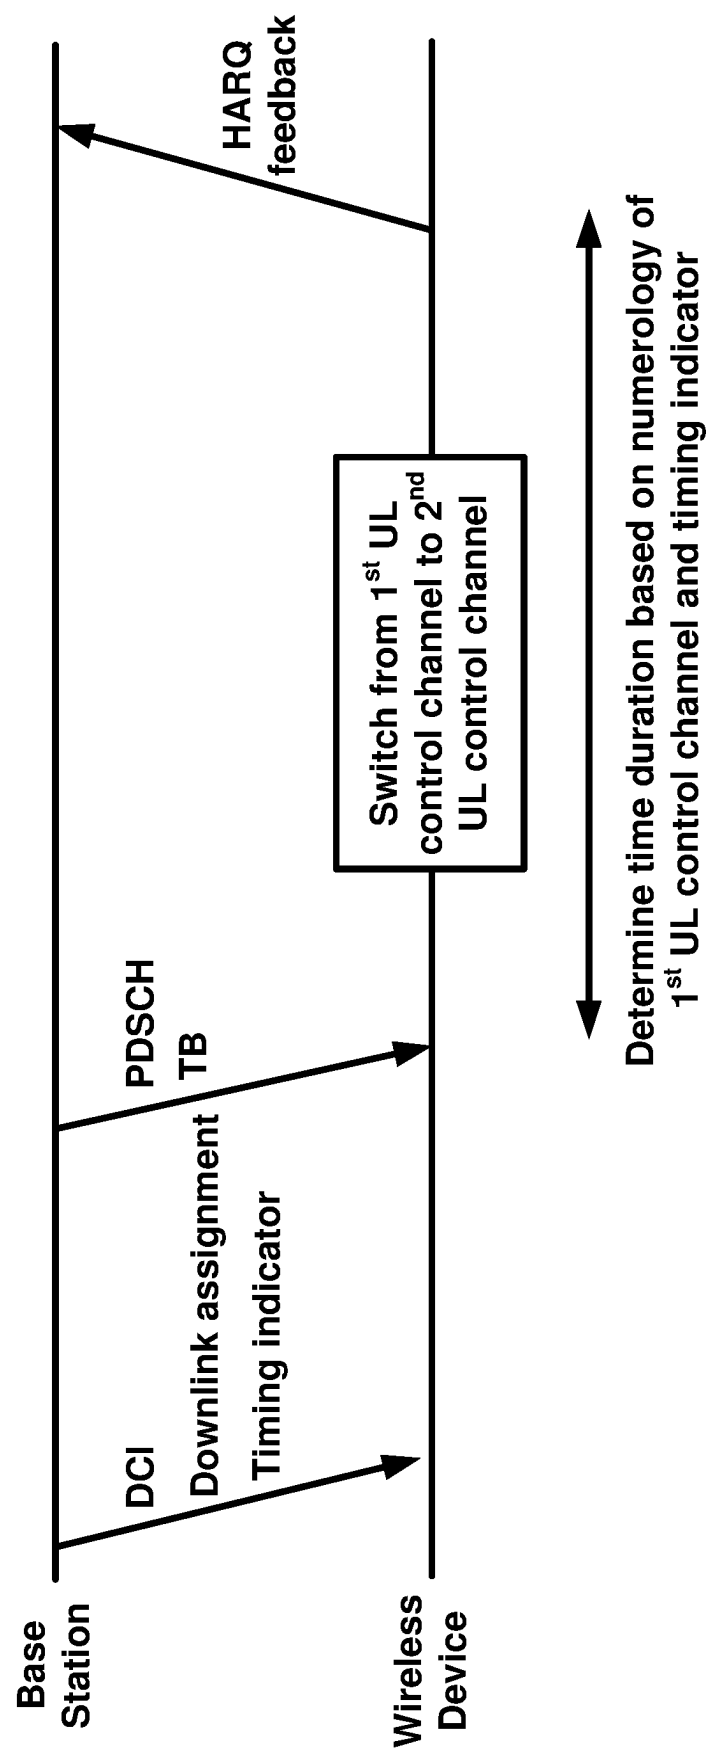 Base
Station
Wireless
Device
DCI
Downlink assignment
Timing indicator
PDSCH
TB
Switch from 1st UL
control channel to 2nd
UL control channel
HARQ
feedback
Determine time duration based on numerology of
1st UL control channel and timing indicator